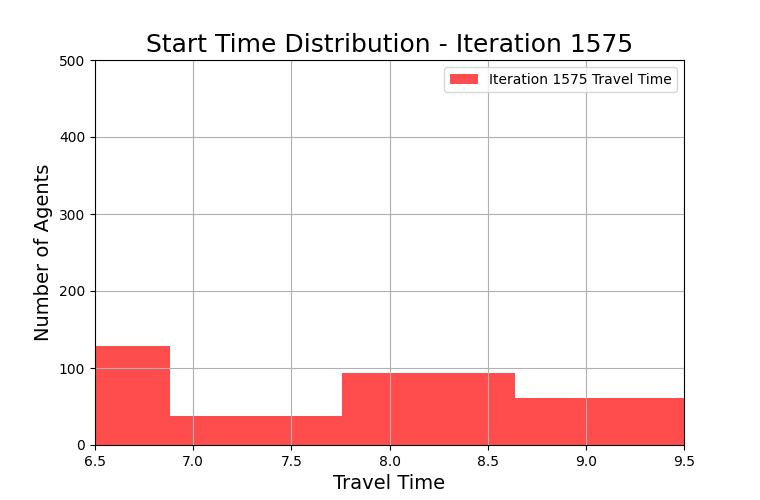 Start Time Distribution - Iteration 1575
Iteration 1575 Travel Time
Number of Agents
500
400
300
200
100
0
6.5 7.0 7.5 8.0 8.5 9.0 9.5
Travel Time